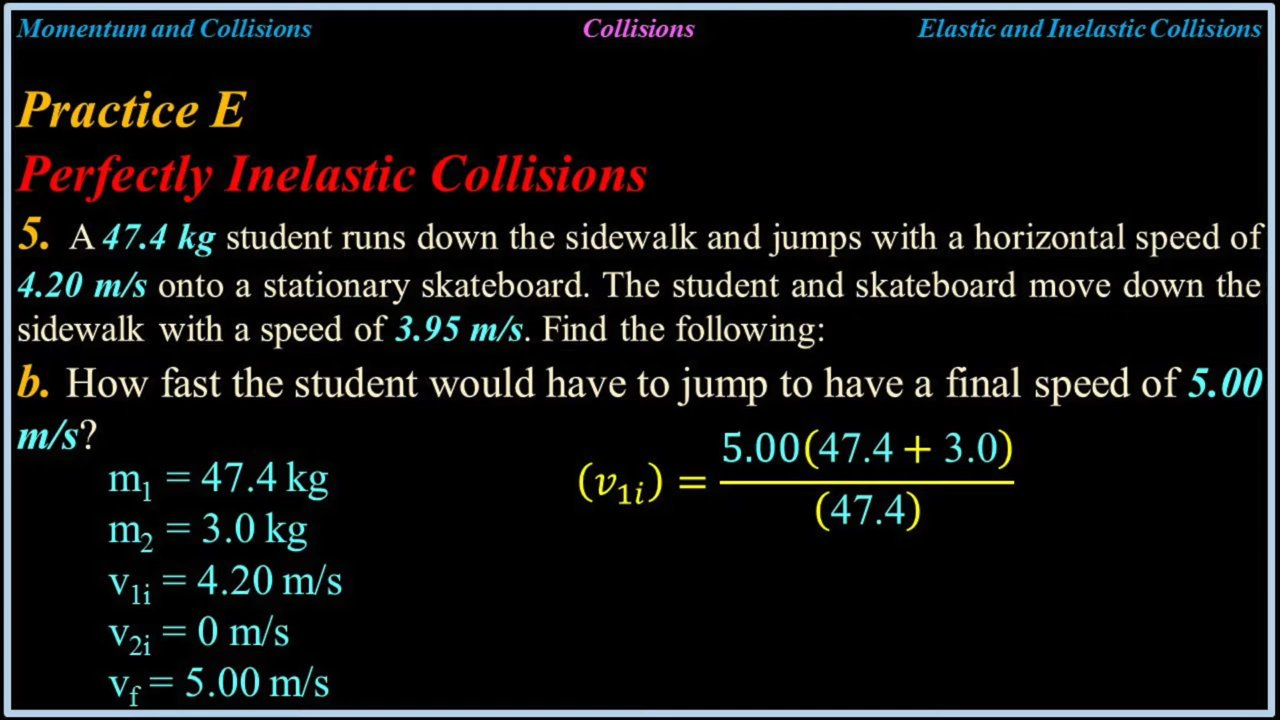 Momentum and Collisions Collisions Elastic and Inelastic Collisions
Practice E
Perfectly Inelastic Collisions
5. A 47.4 kg student runs down the sidewalk and jumps with a horizontal speed of
4.20 m/s onto a stationary skateboard. The student and skateboard move down the
sidewalk with a speed of 3.95 m/s. Find the following:
b. How fast the student would have to jump to have a final speed of 5.00
m/s?
m₁ = 47.4 kg
m₂ = 3.0 kg
v₁ᵢ = 4.20 m/s
v₂ᵢ = 0 m/s
v_f = 5.00 m/s
(v₁ᵢ) = 5.00(47.4 + 3.0) / (47.4)